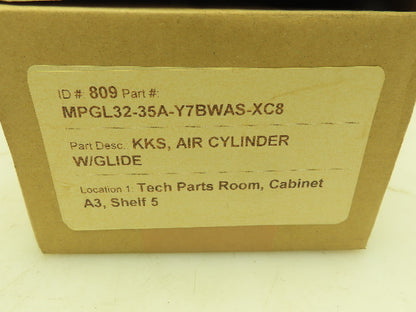 ID # 809 Part #:
MPGL32-35A-Y7BWAS-XC8
Part Desc. KKS, AIR CYLINDER
W/GLIDE
Location 1. Tech Parts Room, Cabinet
A3, Shelf 5